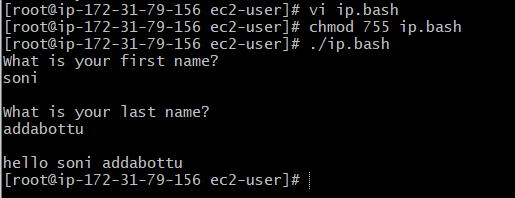 [root@ip-172-31-79-156 ec2-user]# vi ip.bash
[root@ip-172-31-79-156 ec2-user]# chmod 755 ip.bash
[root@ip-172-31-79-156 ec2-user]# ./ip.bash
What is your first name?
soni
What is your last name?
addabottu
hello soni addabottu
[root@ip-172-31-79-156 ec2-user]#